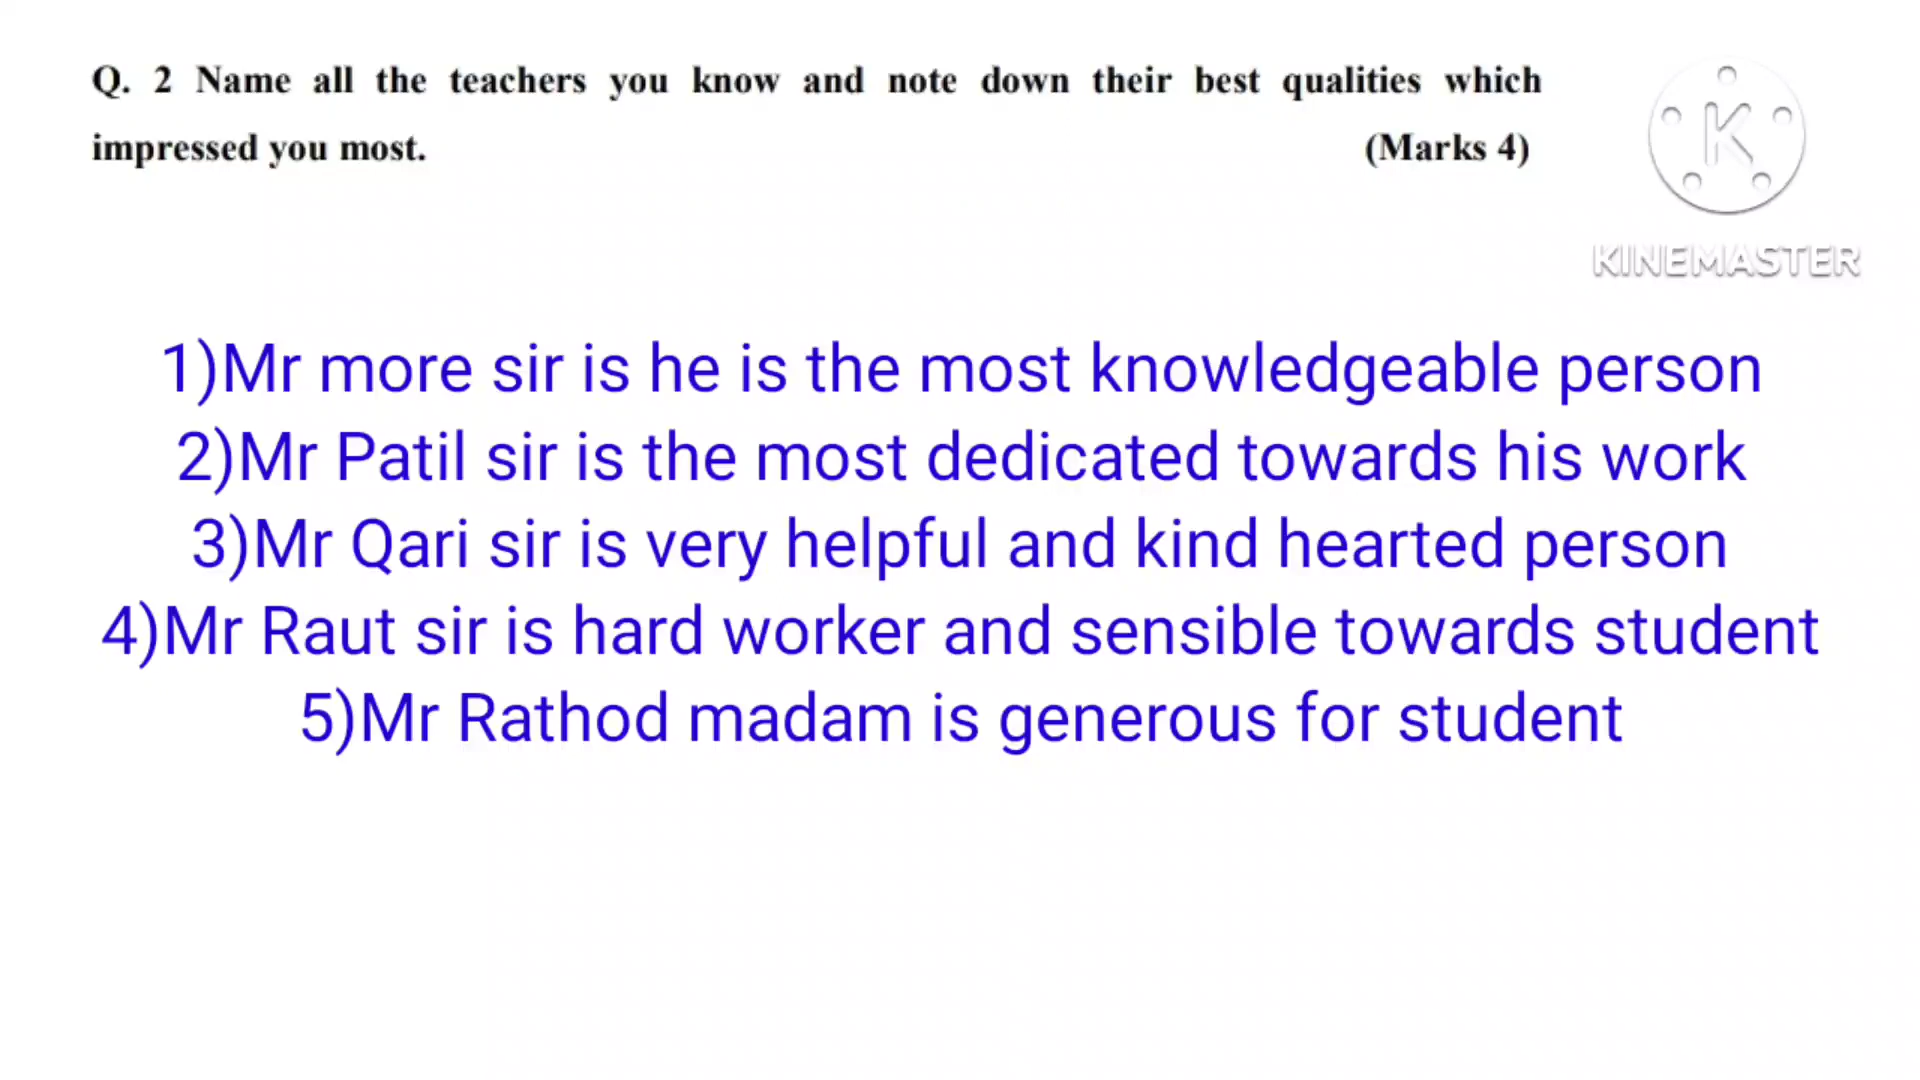 Q. 2 Name all the teachers you know and note down their best qualities which
impressed you most. (Marks 4)
K
KINEMASTER
1)Mr more sir is he is the most knowledgeable person
2)Mr Patil sir is the most dedicated towards his work
3)Mr Qari sir is very helpful and kind hearted person
4)Mr Raut sir is hard worker and sensible towards student
5)Mr Rathod madam is generous for student